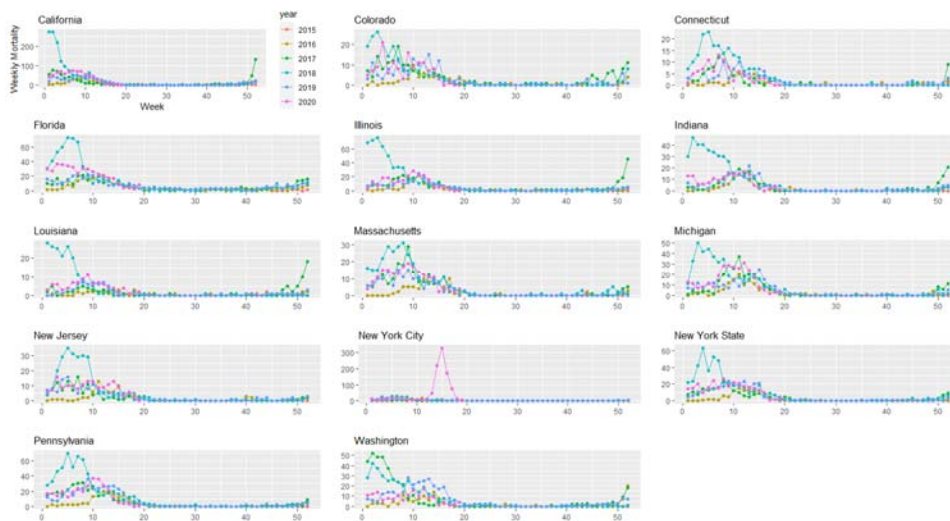 California
Colorado
Connecticut
year
2015
2016
2017
2018
2019
2020
Weekly Mortality
200
100
0
0 10 20 30 40 50
Week
20
10
0
0 10 20 30 40 50
20
15
10
5
0
0 10 20 30 40 50
Florida
Illinois
Indiana
60
40
20
0
0 10 20 30 40 50
60
40
20
0
0 10 20 30 40 50
40
30
20
10
0
0 10 20 30 40 50
Louisiana
Massachusetts
Michigan
20
10
0
0 10 20 30 40 50
30
20
10
0
0 10 20 30 40 50
50
40
30
20
10
0
0 10 20 30 40 50
New Jersey
New York City
New York State
30
20
10
0
0 10 20 30 40 50
300
200
100
0
0 10 20 30 40 50
60
40
20
0
0 10 20 30 40 50
Pennsylvania
Washington
60
40
20
0
0 10 20 30 40 50
50
40
30
20
10
0
0 10 20 30 40 50